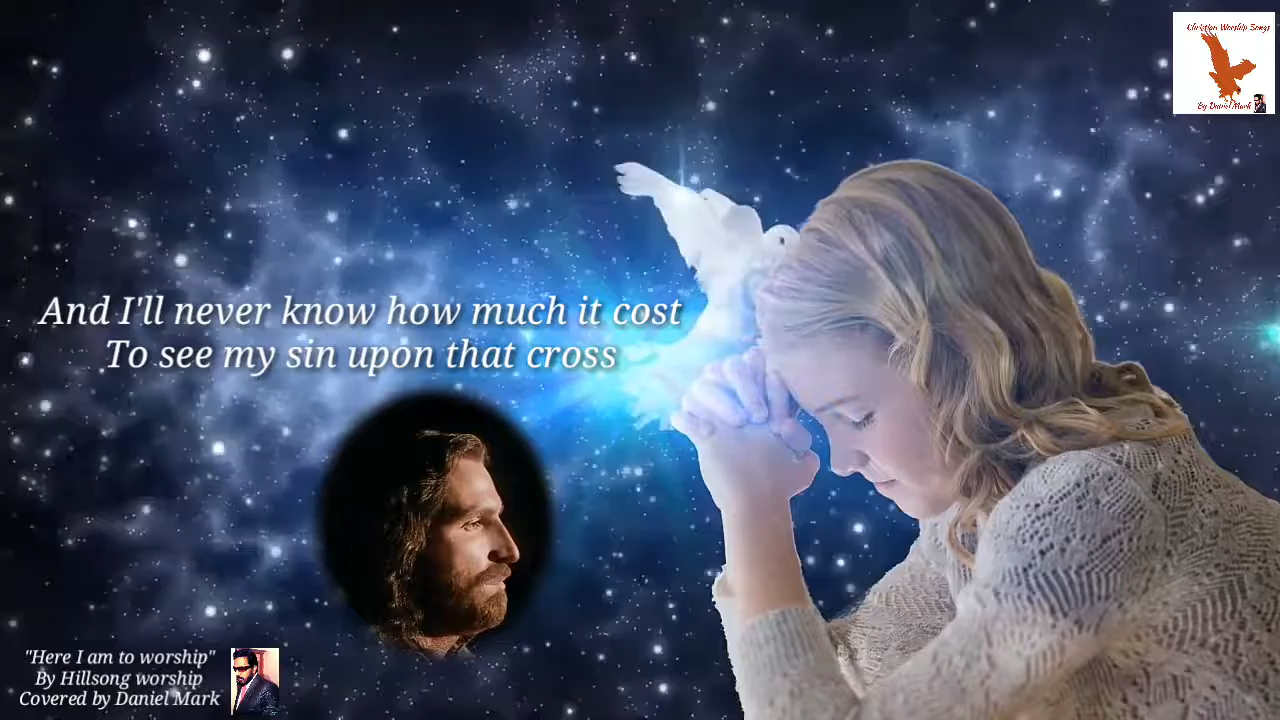 Christian Worship Songs
By Daniel Mark
And I'll never know how much it cost
To see my sin upon that cross
"Here I am to worship"
By Hillsong worship
Covered by Daniel Mark